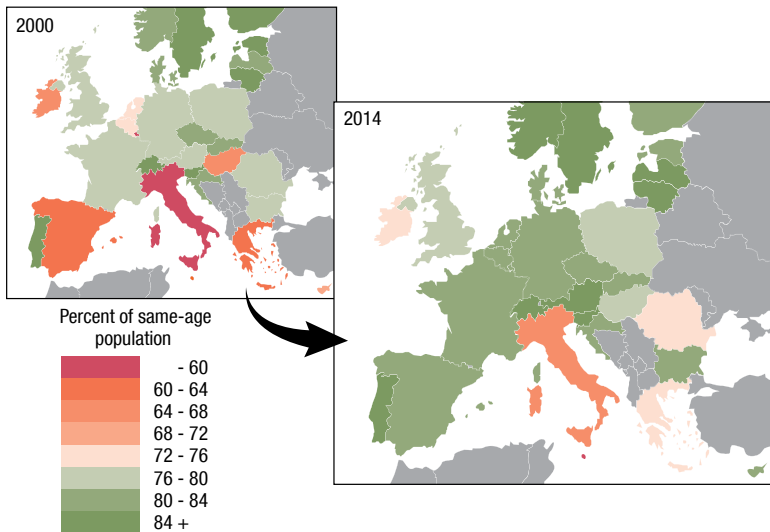 2000
2014
Percent of same-age
population
- 60
60 - 64
64 - 68
68 - 72
72 - 76
76 - 80
80 - 84
84 +